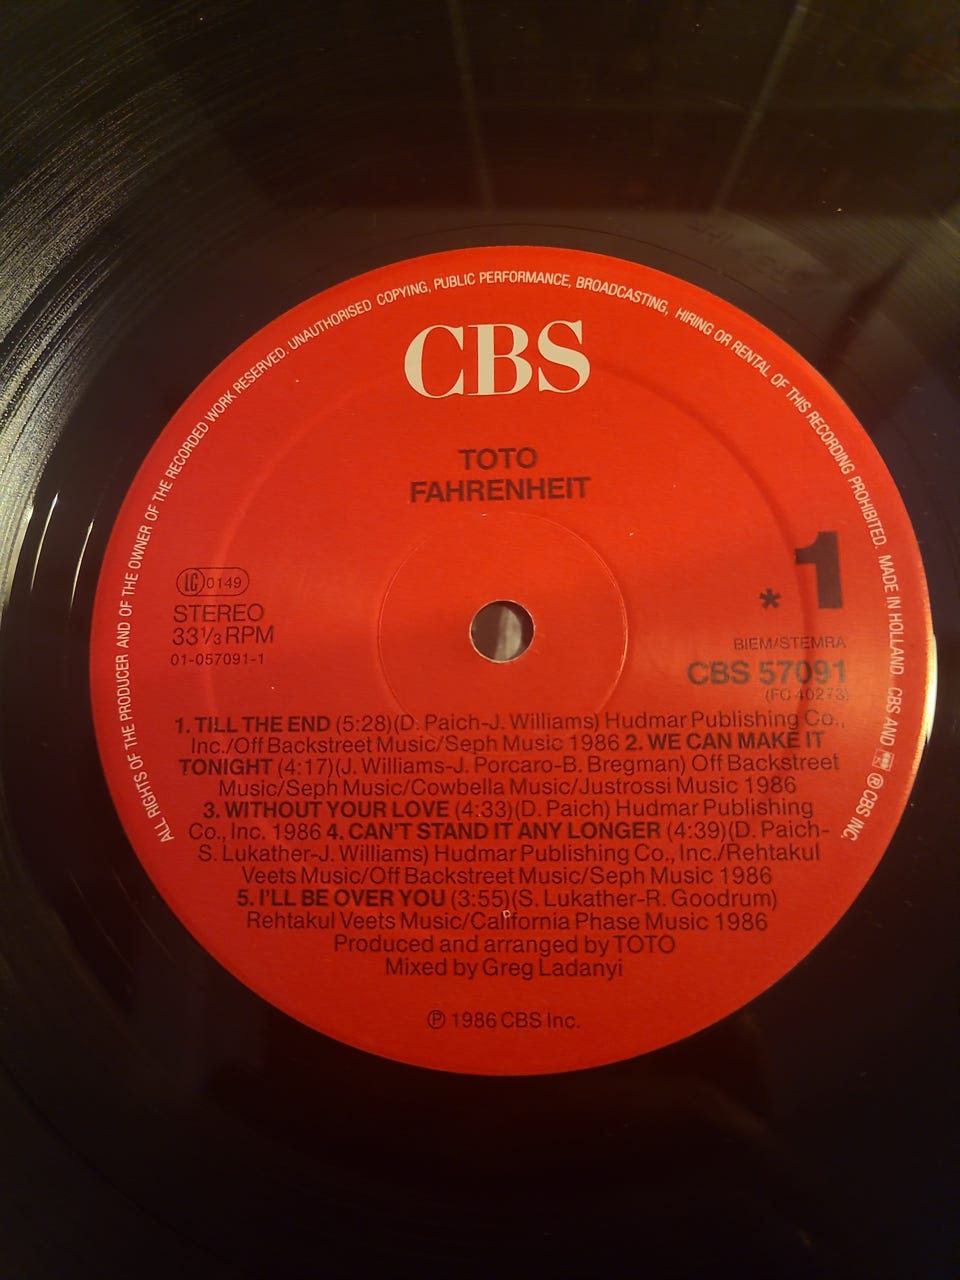 ALL RIGHTS OF THE PRODUCER AND OF THE OWNER OF THE RECORDED WORK RESERVED. UNAUTHORISED COPYING, PUBLIC PERFORMANCE, BROADCASTING, HIRING OR RENTAL OF THIS RECORDING PROHIBITED. MADE IN HOLLAND CBS AND ® CBS INC.
CBS
TOTO
FAHRENHEIT
LC 0149
STEREO
33⅓ RPM
01-057091-1
* 1
BIEM/STEMRA
CBS 57091
(FC 40273)
1. TILL THE END (5:28)(D. Paich-J. Williams) Hudmar Publishing Co.,
Inc./Off Backstreet Music/Seph Music 1986 2. WE CAN MAKE IT
TONIGHT (4:17)(J. Williams-J. Porcaro-B. Bregman) Off Backstreet
Music/Seph Music/Cowbella Music/Justrossi Music 1986
3. WITHOUT YOUR LOVE (4:33)(D. Paich) Hudmar Publishing
Co., Inc. 1986 4. CAN'T STAND IT ANY LONGER (4:39)(D. Paich-
S. Lukather-J. Williams) Hudmar Publishing Co., Inc./Rehtakul
Veets Music/Off Backstreet Music/Seph Music 1986
5. I'LL BE OVER YOU (3:55)(S. Lukather-R. Goodrum)
Rehtakul Veets Music/California Phase Music 1986
Produced and arranged by TOTO
Mixed by Greg Ladanyi
℗ 1986 CBS Inc.